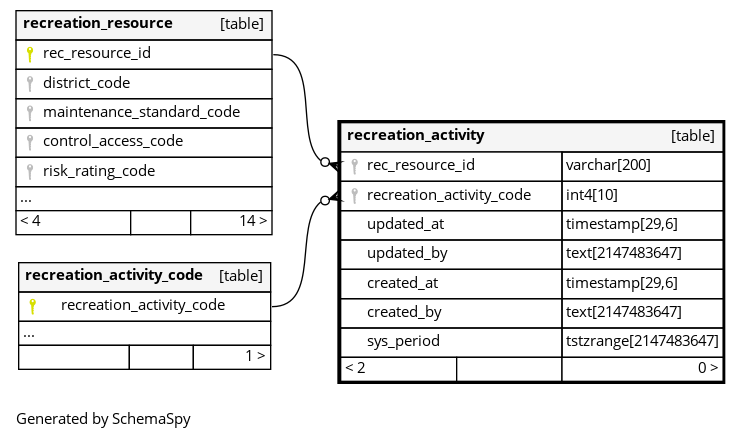 recreation_resource [table]
rec_resource_id
district_code
maintenance_standard_code
control_access_code
risk_rating_code
...
< 4 14 >
recreation_activity_code [table]
recreation_activity_code
...
1 >
recreation_activity [table]
rec_resource_id varchar[200]
recreation_activity_code int4[10]
updated_at timestamp[29,6]
updated_by text[2147483647]
created_at timestamp[29,6]
created_by text[2147483647]
sys_period tstzrange[2147483647]
< 2 0 >
Generated by SchemaSpy